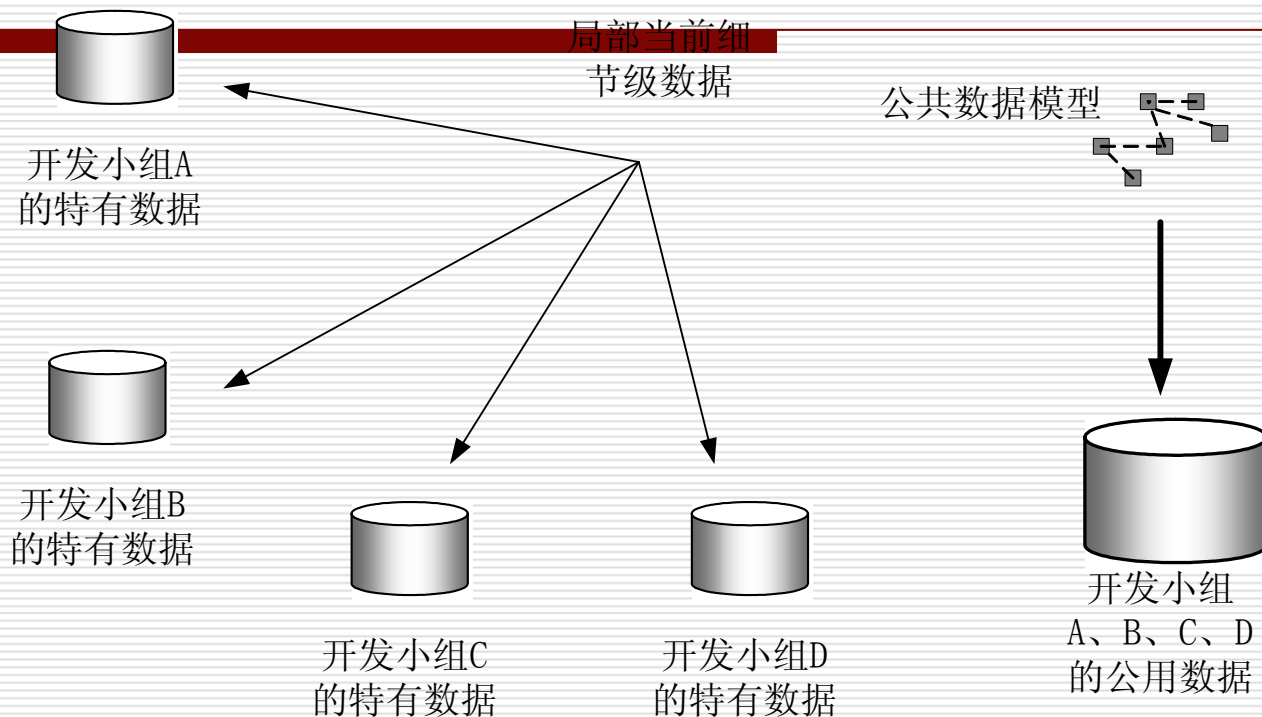 局部当前细
节级数据
公共数据模型
开发小组A
的特有数据
开发小组B
的特有数据
开发小组C
的特有数据
开发小组D
的特有数据
开发小组
A、B、C、D
的公用数据